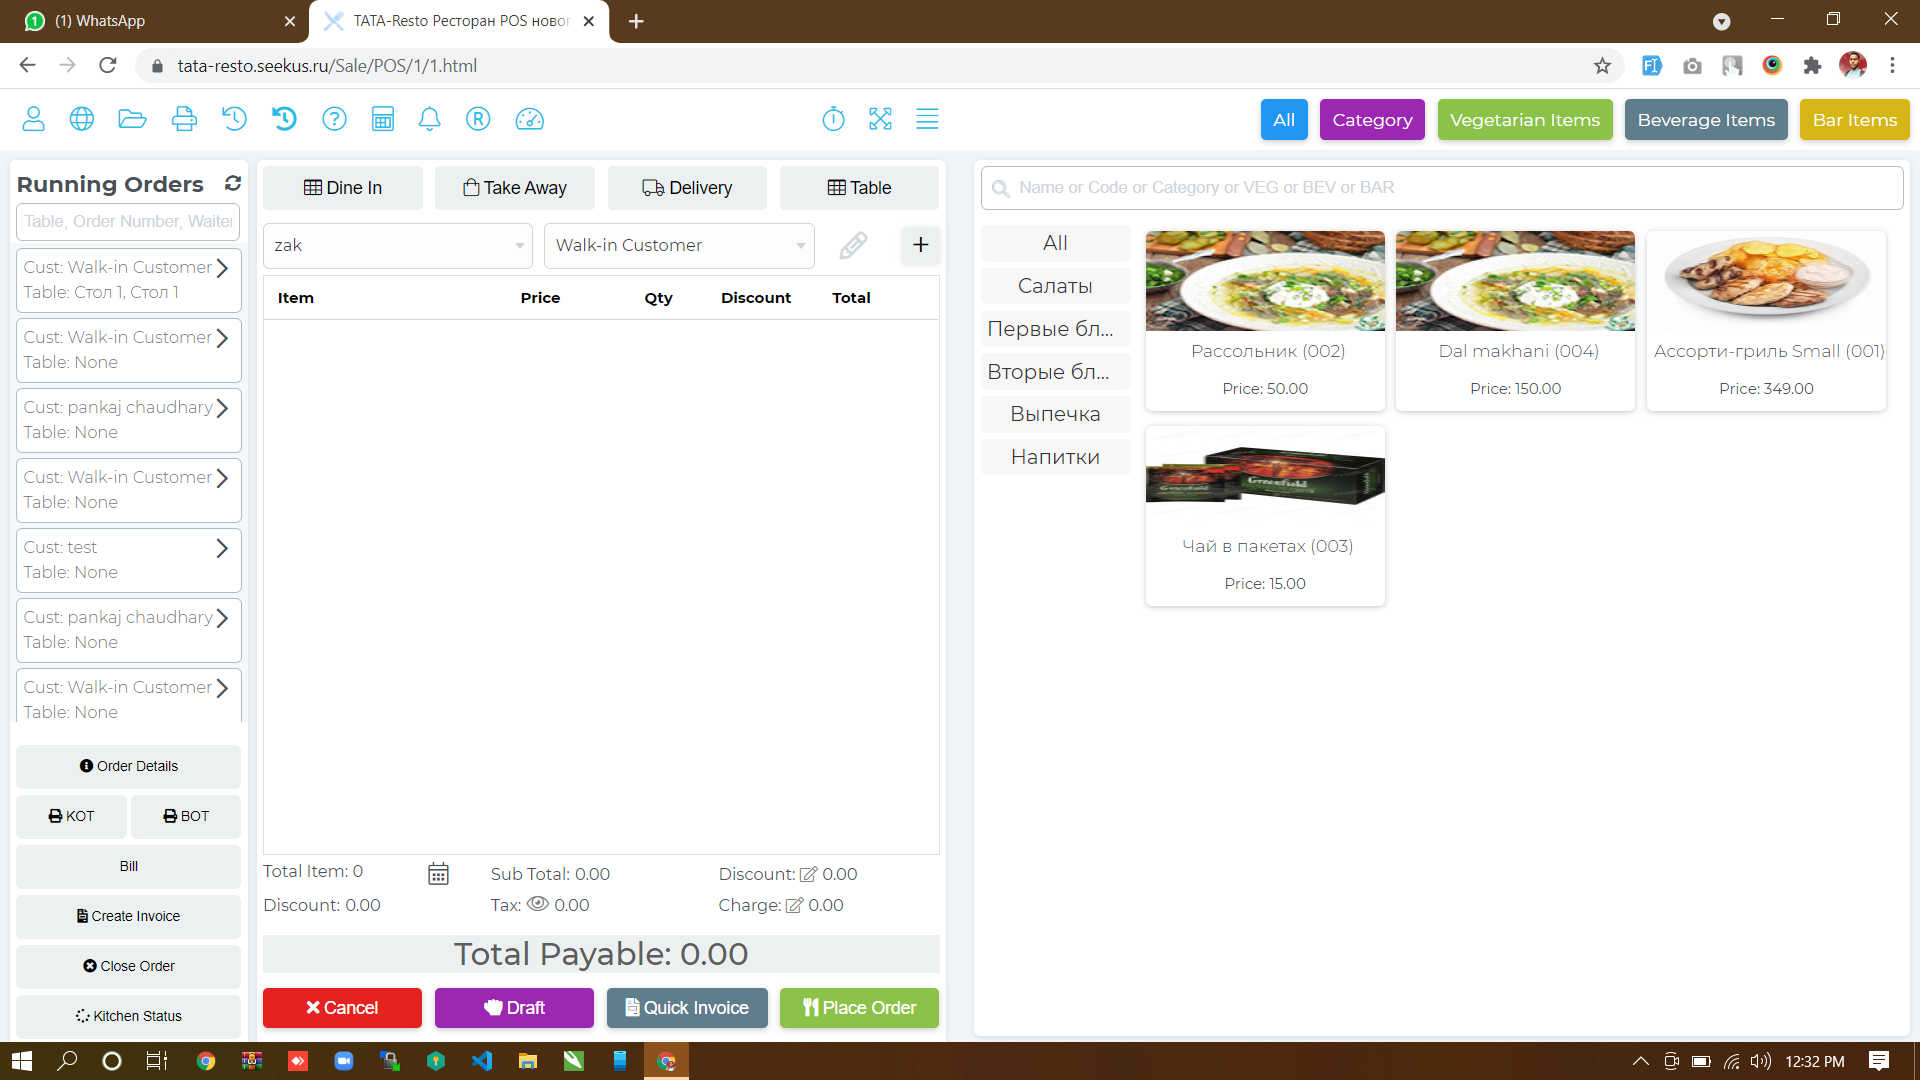 (1) WhatsApp
TATA-Resto Ресторан POS новог
tata-resto.seekus.ru/Sale/POS/1/1.html
All
Category
Vegetarian Items
Beverage Items
Bar Items
Running Orders
Table, Order Number, Waiter
Cust: Walk-in Customer
Table: Стол 1, Стол 1
Cust: Walk-in Customer
Table: None
Cust: pankaj chaudhary
Table: None
Cust: Walk-in Customer
Table: None
Cust: test
Table: None
Cust: pankaj chaudhary
Table: None
Cust: Walk-in Customer
Table: None
Order Details
KOT
BOT
Bill
Create Invoice
Close Order
Kitchen Status
Dine In
Take Away
Delivery
Table
zak
Walk-in Customer
Item Price Qty Discount Total
Total Item: 0
Sub Total: 0.00
Discount: 0.00
Discount: 0.00
Tax: 0.00
Charge: 0.00
Total Payable: 0.00
Cancel
Draft
Quick Invoice
Place Order
Name or Code or Category or VEG or BEV or BAR
All
Салаты
Первые бл...
Вторые бл...
Выпечка
Напитки
Рассольник (002)
Price: 50.00
Dal makhani (004)
Price: 150.00
Ассорти-гриль Small (001)
Price: 349.00
Greenfield
Greenfield
Чай в пакетах (003)
Price: 15.00
12:32 PM